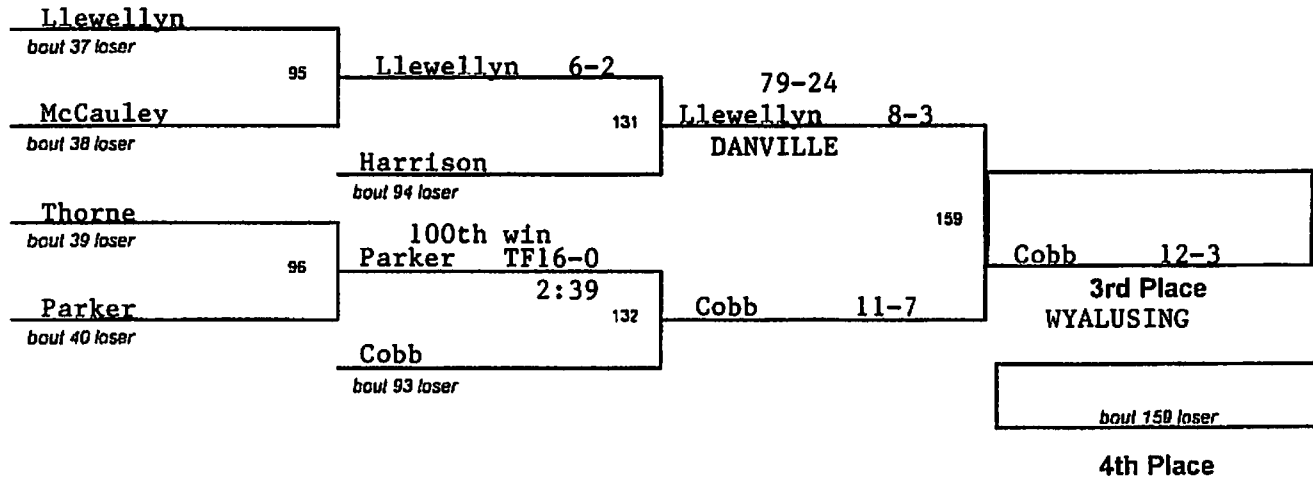 Llewellyn
bout 37 loser
95
McCauley
bout 38 loser
Thorne
bout 39 loser
96
Parker
bout 40 loser
Llewellyn 6-2
131
Harrison
bout 94 loser
100th win
Parker TF16-0
2:39
132
Cobb
bout 93 loser
79-24
Llewellyn 8-3
DANVILLE
159
Cobb 11-7
Cobb 12-3
3rd Place
WYALUSING
bout 159 loser
4th Place